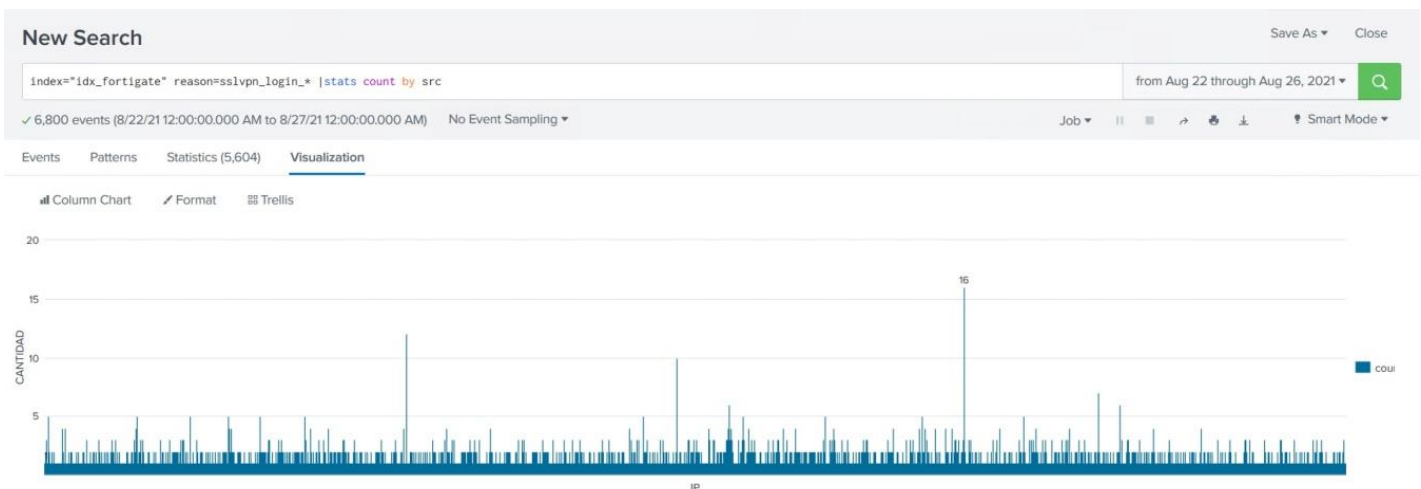 New Search
Save As ▾ Close
index="idx_fortigate" reason=sslvpn_login_* |stats count by src
from Aug 22 through Aug 26, 2021 ▾
✓ 6,800 events (8/22/21 12:00:00.000 AM to 8/27/21 12:00:00.000 AM) No Event Sampling ▾
Job ▾ Smart Mode ▾
Events Patterns Statistics (5,604) Visualization
Column Chart Format Trellis
20
16
15
CANTIDAD
10
5
cou
IP